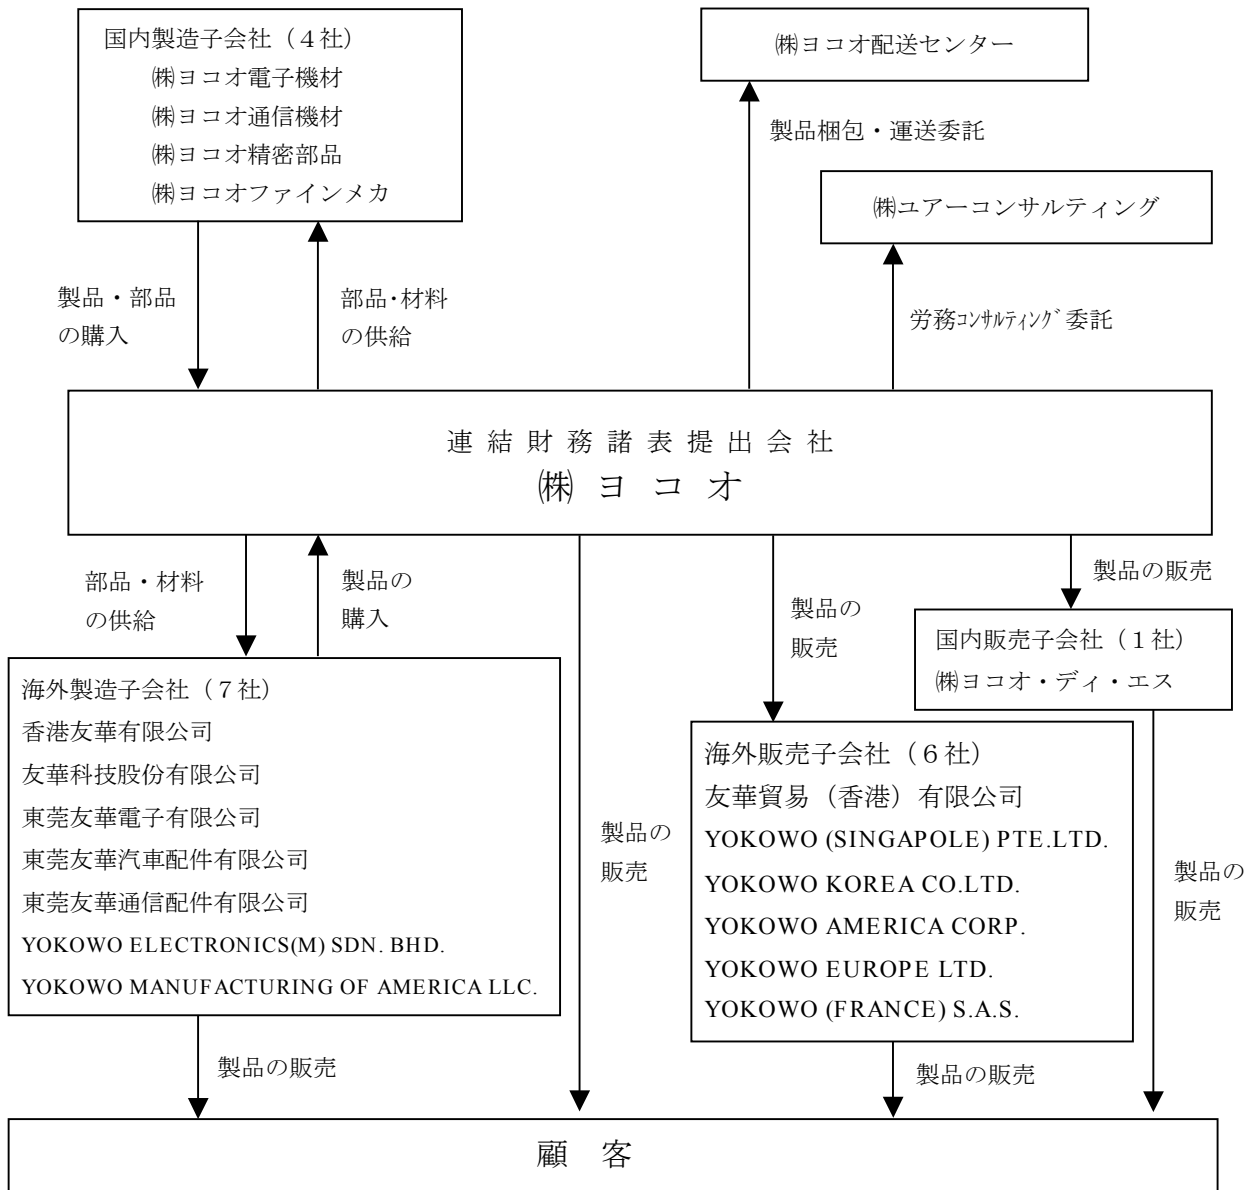 国内製造子会社（４社）
㈱ヨコオ電子機材
㈱ヨコオ通信機材
㈱ヨコオ精密部品
㈱ヨコオファインメカ
㈱ヨコオ配送センター
製品梱包・運送委託
㈱ユアーコンサルティング
労務ｺﾝｻﾙﾃｨﾝｸﾞ委託
製品・部品
の購入
部品・材料
の供給
連結財務諸表提出会社
㈱ヨコオ
部品・材料
の供給
製品の
購入
製品の
販売
製品の
販売
製品の販売
国内販売子会社（１社）
㈱ヨコオ・ディ・エス
海外製造子会社（７社）
香港友華有限公司
友華科技股份有限公司
東莞友華電子有限公司
東莞友華汽車配件有限公司
東莞友華通信配件有限公司
YOKOWO ELECTRONICS(M) SDN. BHD.
YOKOWO MANUFACTURING OF AMERICA LLC.
海外販売子会社（６社）
友華貿易（香港）有限公司
YOKOWO (SINGAPOLE) PTE.LTD.
YOKOWO KOREA CO.LTD.
YOKOWO AMERICA CORP.
YOKOWO EUROPE LTD.
YOKOWO (FRANCE) S.A.S.
製品の
販売
製品の販売
製品の販売
顧客